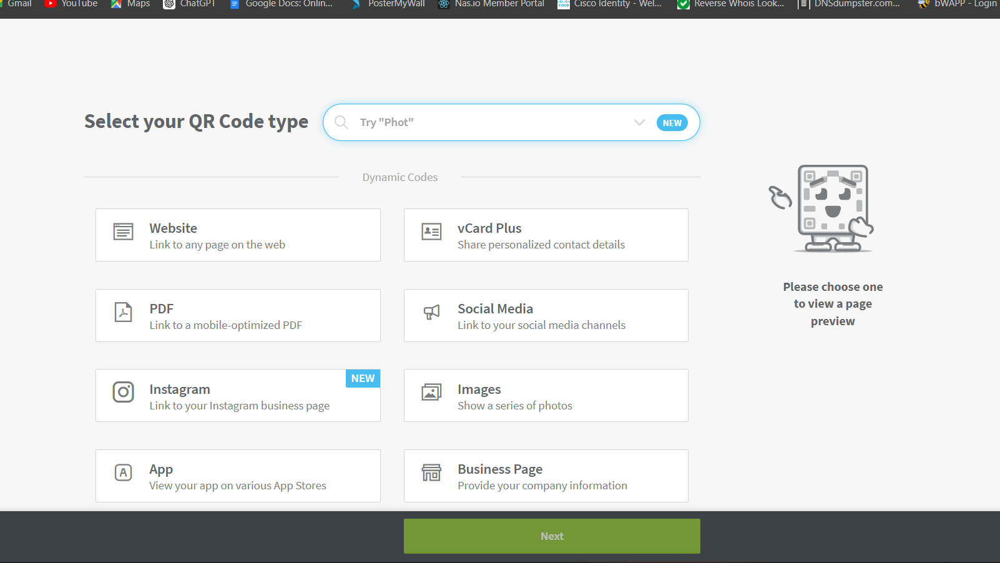 Gmail YouTube Maps ChatGPT Google Docs: Onlin... PosterMyWall Nas.io Member Portal Cisco Identity - Wel... Reverse Whois Look... DNSdumpster.com... bWAPP - Login
Select your QR Code type
Try "Phot"
NEW
Dynamic Codes
Website
Link to any page on the web
vCard Plus
Share personalized contact details
PDF
Link to a mobile-optimized PDF
Social Media
Link to your social media channels
Instagram
NEW
Link to your Instagram business page
Images
Show a series of photos
A
App
View your app on various App Stores
Business Page
Provide your company information
Please choose one
to view a page
preview
Next